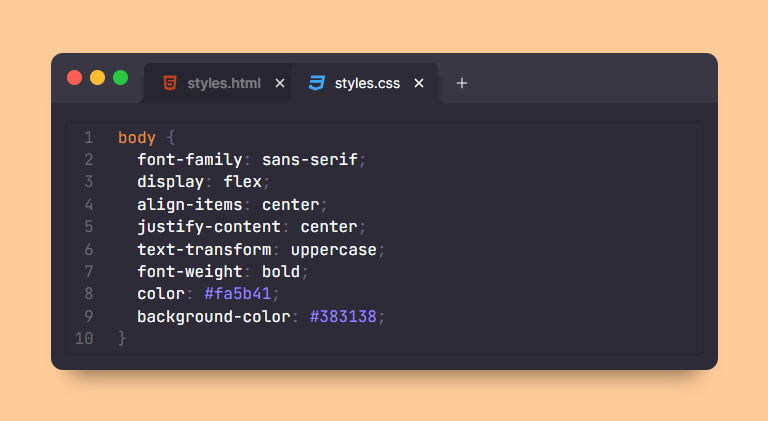 styles.html
styles.css
1 body {
2 font-family: sans-serif;
3 display: flex;
4 align-items: center;
5 justify-content: center;
6 text-transform: uppercase;
7 font-weight: bold;
8 color: #fa5b41;
9 background-color: #383138;
10 }